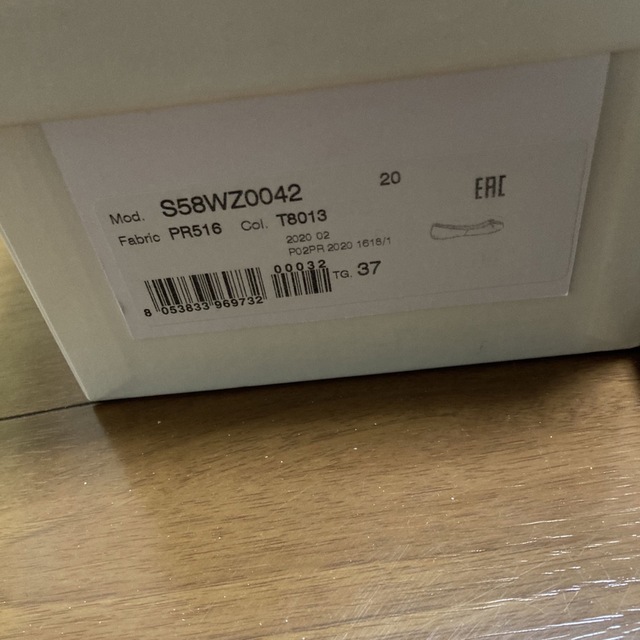 20
EAC
Mod. S58WZ0042
Fabric PR516 Col. T8013
2020 02
P02PR 2020 1618/1
00032
TG. 37
8 053833 969732